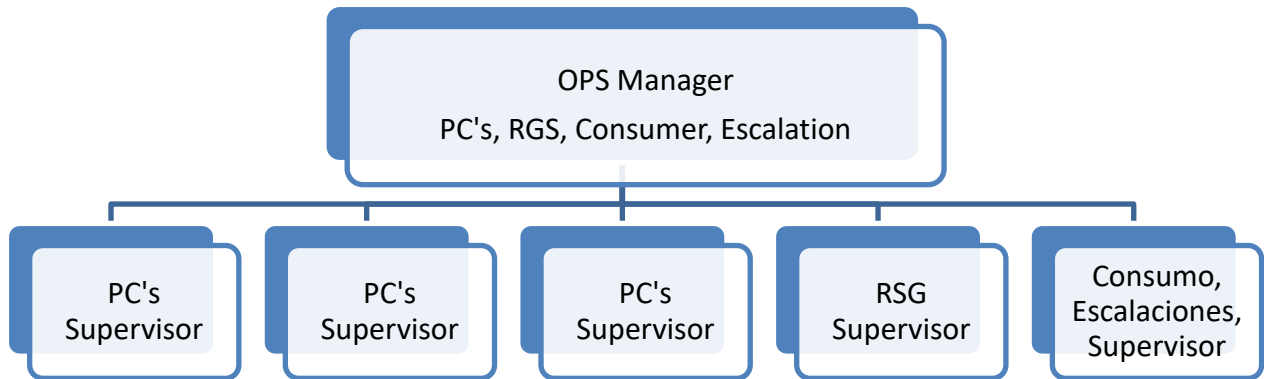 OPS Manager
PC's, RGS, Consumer, Escalation
PC's
Supervisor
PC's
Supervisor
PC's
Supervisor
RSG
Supervisor
Consumo,
Escalaciones,
Supervisor